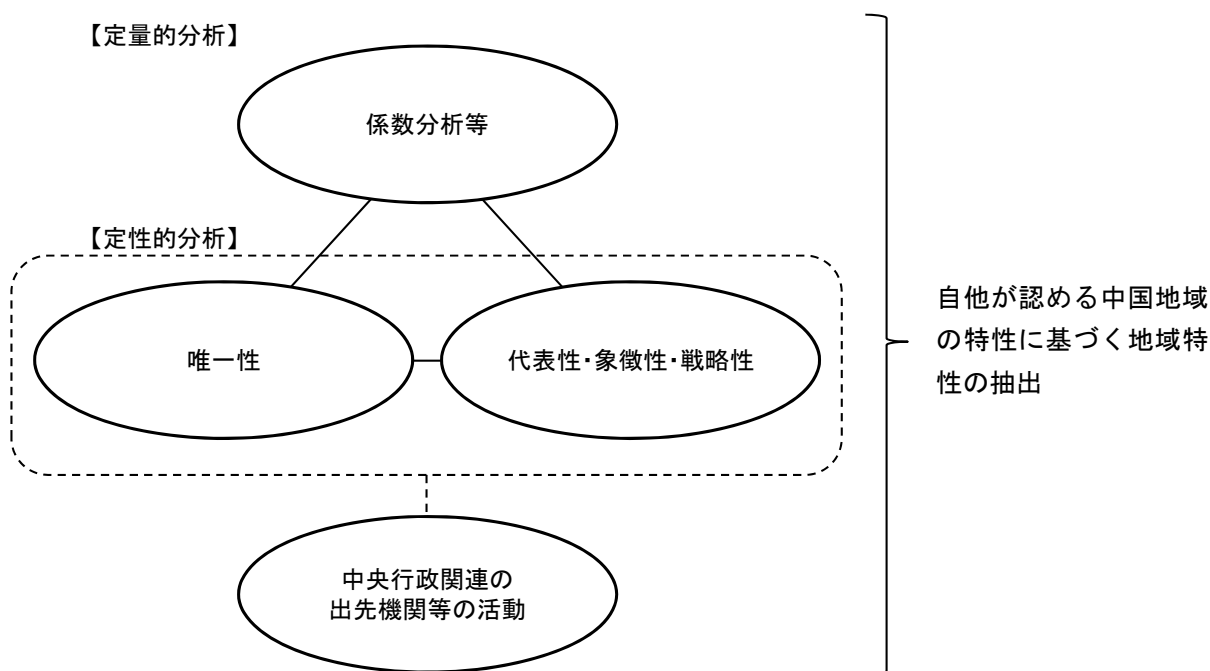 【定量的分析】
係数分析等
【定性的分析】
唯一性
代表性･象徴性･戦略性
中央行政関連の
出先機関等の活動
自他が認める中国地域
の特性に基づく地域特
性の抽出